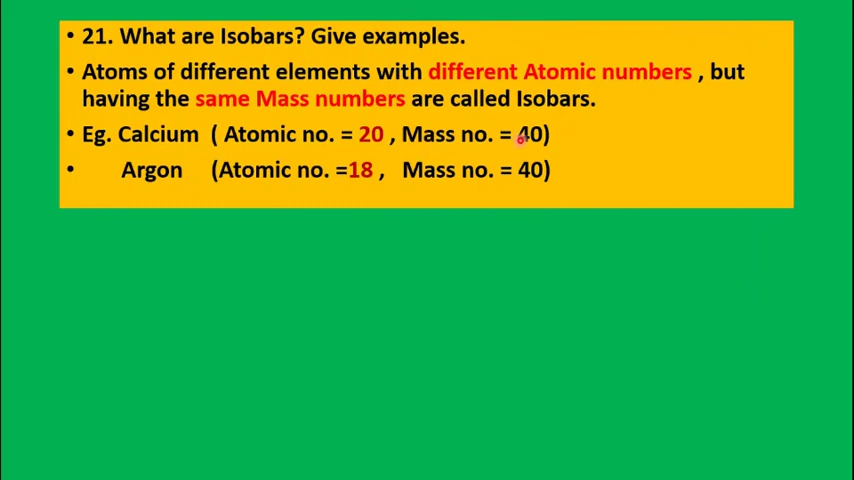 • 21. What are Isobars? Give examples.
• Atoms of different elements with different Atomic numbers , but
having the same Mass numbers are called Isobars.
• Eg. Calcium ( Atomic no. = 20 , Mass no. = 40)
• Argon (Atomic no. =18 , Mass no. = 40)